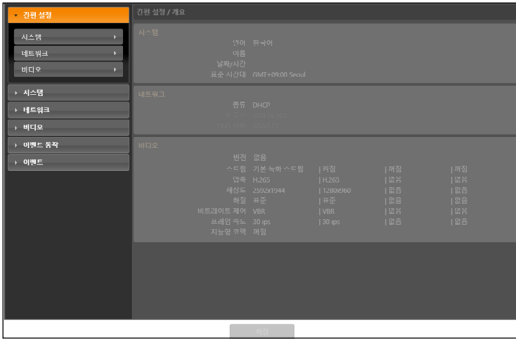 간편 설정
시스템
네트워크
비디오
시스템
네트워크
비디오
이벤트 동작
이벤트
간편 설정 / 개요
시스템
언어 한국어
이름
날짜/시간
표준 시간대 GMT+09:00 Seoul
네트워크
종류 DHCP
비디오
반전 없음
스트림 기본 녹화 스트림 | 켜짐 | 꺼짐 | 꺼짐
압축 H.265 | H.265 | 없음 | 없음
해상도 2592x1944 | 1280x960 | 없음 | 없음
화질 표준 | 표준 | 없음 | 없음
비트레이트 제어 VBR | VBR | 없음 | 없음
프레인 속도 30 ips | 30 ips | 없음 | 없음
지능형 코덱 꺼짐